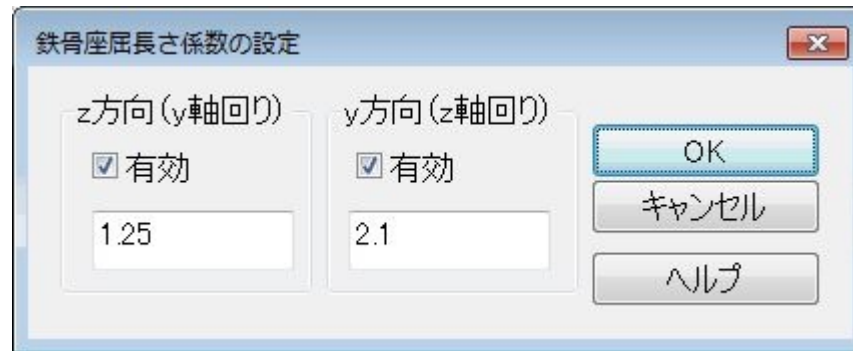 鉄骨座屈長さ係数の設定
z方向(y軸回り)
有効
1.25
y方向(z軸回り)
有効
2.1
OK
キャンセル
ヘルプ